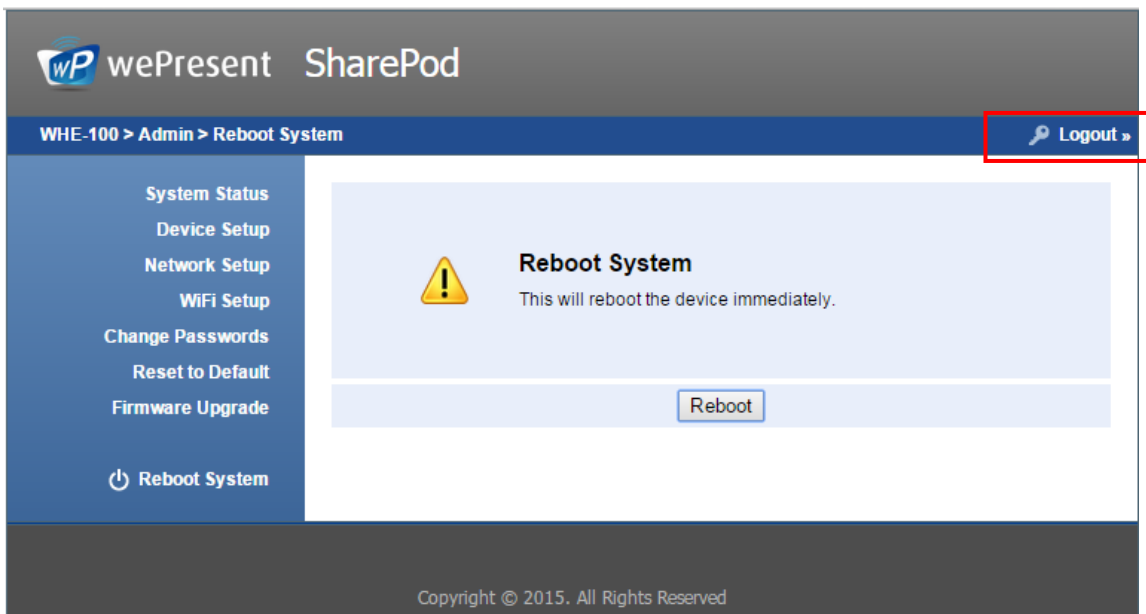 wP wePresent SharePod
WHE-100 > Admin > Reboot System
Logout »
System Status
Device Setup
Network Setup
WiFi Setup
Change Passwords
Reset to Default
Firmware Upgrade
Reboot System
Reboot System
This will reboot the device immediately.
Reboot
Copyright © 2015. All Rights Reserved